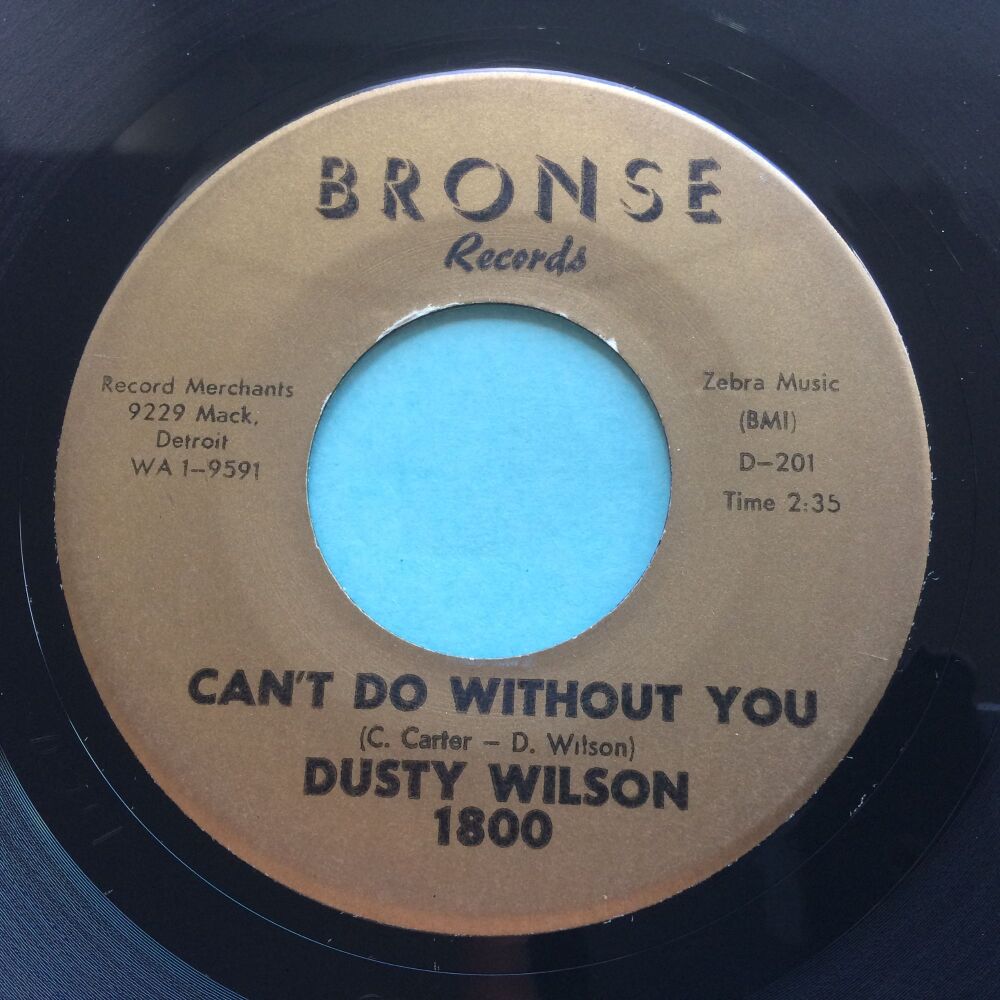 BRONSE
Records
Record Merchants
9229 Mack,
Detroit
WA 1-9591
Zebra Music
(BMI)
D-201
Time 2:35
CAN'T DO WITHOUT YOU
(C. Carter - D. Wilson)
DUSTY WILSON
1800